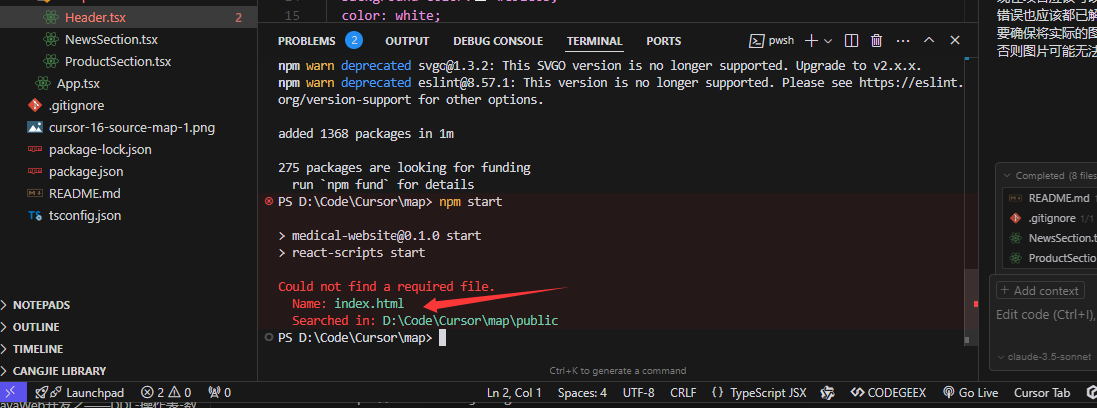 Header.tsx 2
NewsSection.tsx
ProductSection.tsx
App.tsx
.gitignore
cursor-16-source-map-1.png
package-lock.json
package.json
README.md
tsconfig.json
NOTEPADS
OUTLINE
TIMELINE
CANGJIE LIBRARY
15 color: white;
PROBLEMS 2 OUTPUT DEBUG CONSOLE TERMINAL PORTS pwsh
npm warn deprecated svgo@1.3.2: This SVGO version is no longer supported. Upgrade to v2.x.x.
npm warn deprecated eslint@8.57.1: This version is no longer supported. Please see https://eslint.
org/version-support for other options.
added 1368 packages in 1m
275 packages are looking for funding
run `npm fund` for details
PS D:\Code\Cursor\map> npm start
> medical-website@0.1.0 start
> react-scripts start
Could not find a required file.
Name: index.html
Searched in: D:\Code\Cursor\map\public
PS D:\Code\Cursor\map>
Ctrl+K to generate a command
错误也应该都已解
要确保将实际的图
否则图片可能无法
Completed (8 files
README.md
.gitignore 1/1
NewsSection.t
ProductSectio
+ Add context
Edit code (Ctrl+I),
claude-3.5-sonnet
Launchpad 2 0 0 Ln 2, Col 1 Spaces: 4 UTF-8 CRLF {} TypeScript JSX CODEGEEX Go Live Cursor Tab